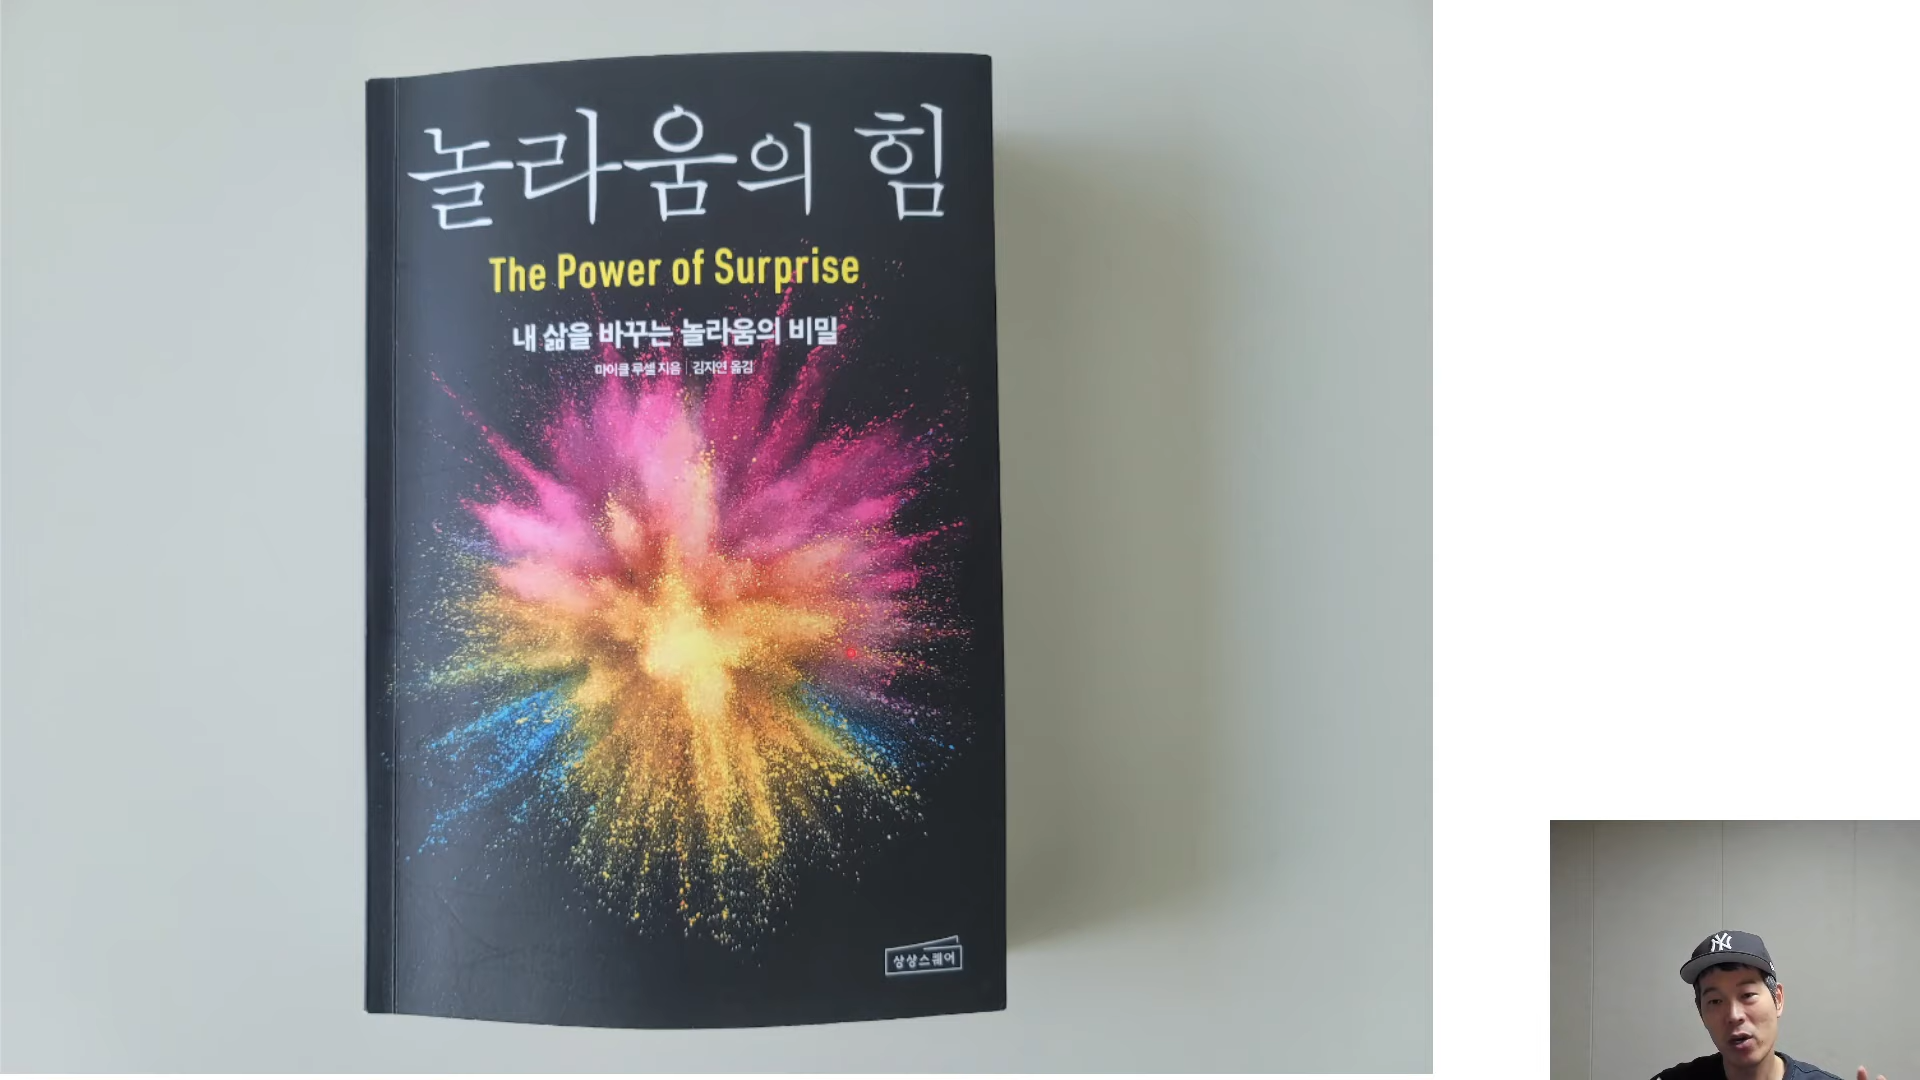 놀라움의 힘
The Power of Surprise
내 삶을 바꾸는 놀라움의 비밀
마이클 루셀 지음 | 김지연 옮김
상상스퀘어
NY